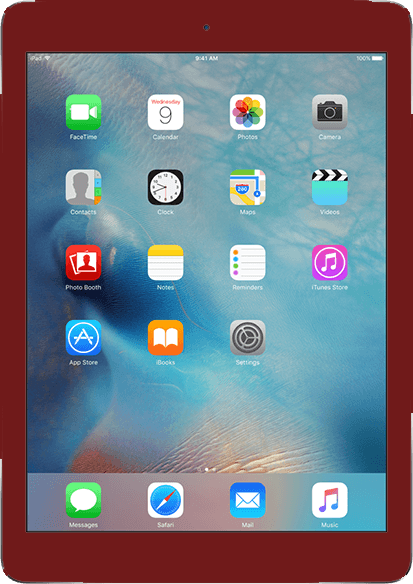 iPad 9:41 AM 100%
Wednesday
9
FaceTime Calendar Photos Camera
280
Contacts Clock Maps Videos
Photo Booth Notes Reminders iTunes Store
App Store iBooks Settings
Messages Safari Mail Music